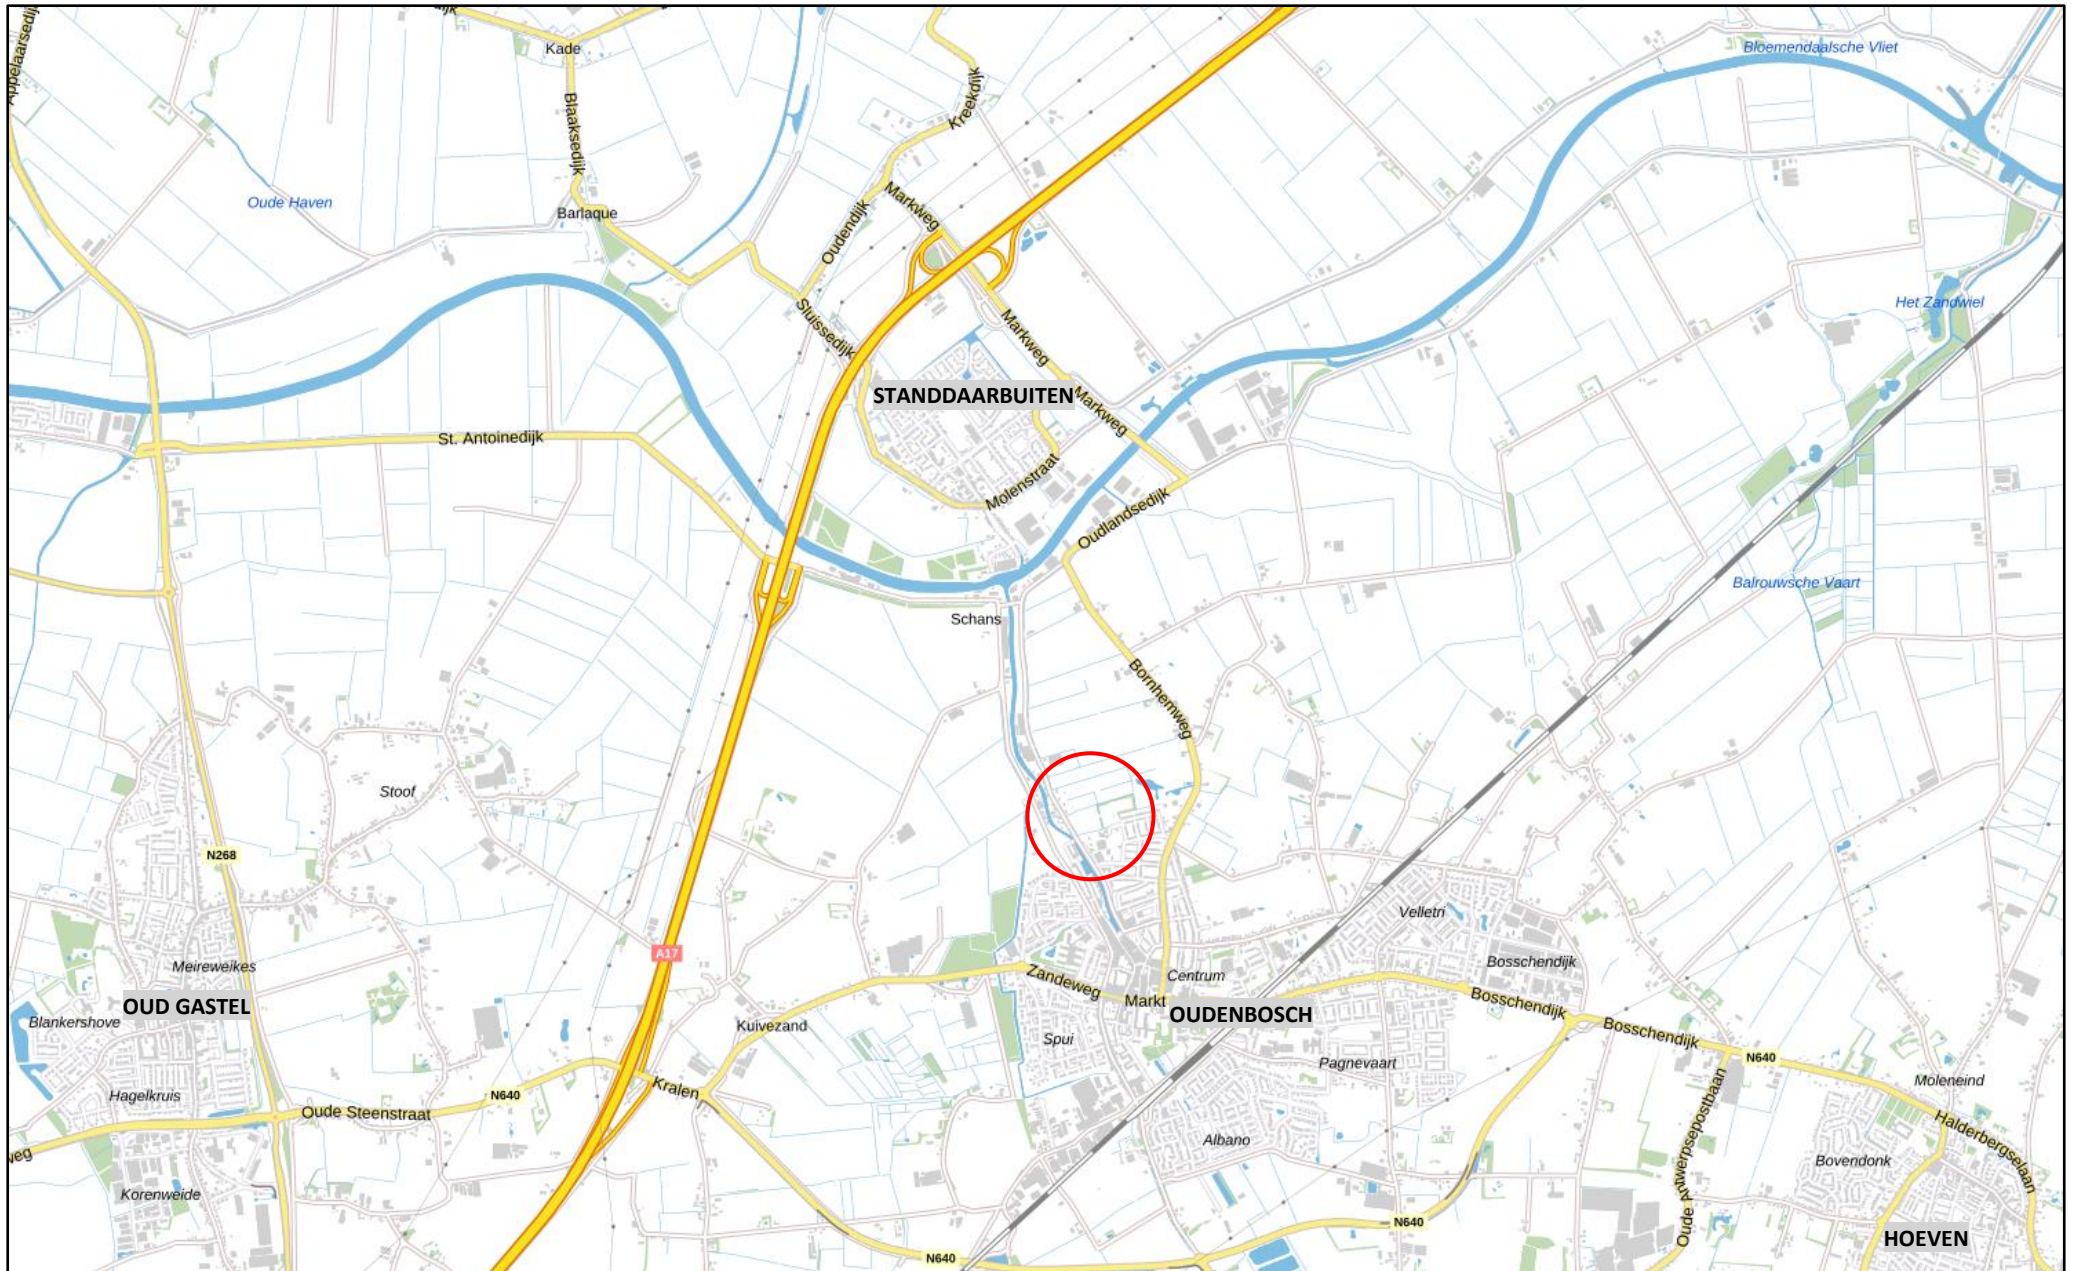 Kade
Bloemendaalsche Vliet
Appelaarsedijk
Blaaksedijk
Kreekdijk
Oude Haven
Barlaque
Oudendijk
Markweg
Sluissedijk
Markweg
Het Zandwiel
STANDDAARBUITEN
Markweg
St. Antoinedijk
Molenstraat
Oudlandsedijk
Balrouwsche Vaart
Schans
Bornhemweg
Stoof
N268
Velletri
A17
Meireweikes
Zandeweg
Centrum
Bosschendijk
OUD GASTEL
Markt
OUDENBOSCH
Bosschendijk
Blankershove
Kuivezand
Spui
Bosschendijk
Pagnevaart
N640
Hagelkruis
N640
Kralen
Moleneind
Oude Steenstraat
Halderbergselaan
Albano
Oude Antwerpsepostbaan
Bovendonk
weg
Korenweide
N640
HOEVEN
N640